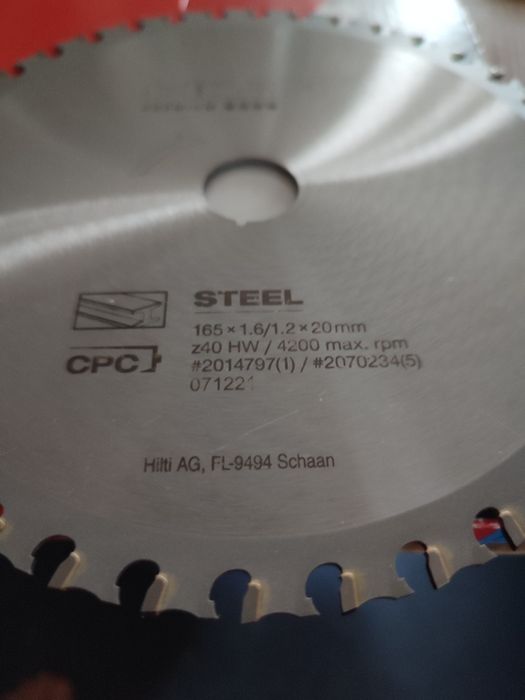 STEEL
165 × 1.6/1.2 × 20 mm
z40 HW / 4200 max. rpm
CPC
#2014797(1) / #2070234(5)
071221
Hilti AG, FL-9494 Schaan